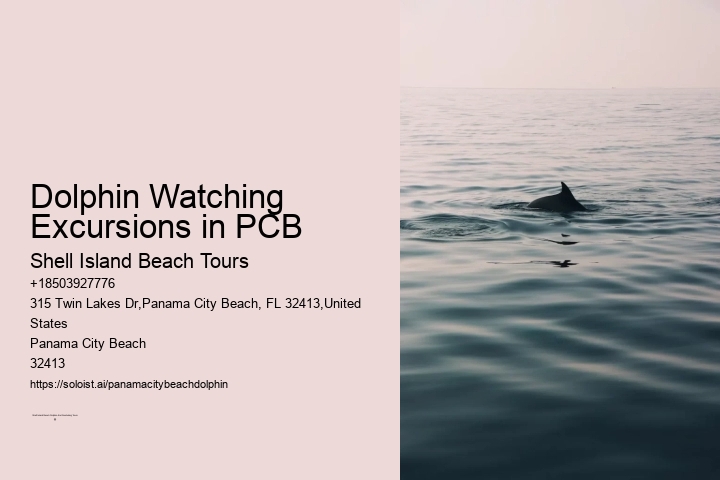 Dolphin Watching
Excursions in PCB
Shell Island Beach Tours
+18503927776
315 Twin Lakes Dr,Panama City Beach, FL 32413,United
States
Panama City Beach
32413
https://soloist.ai/panamacitybeachdolphin